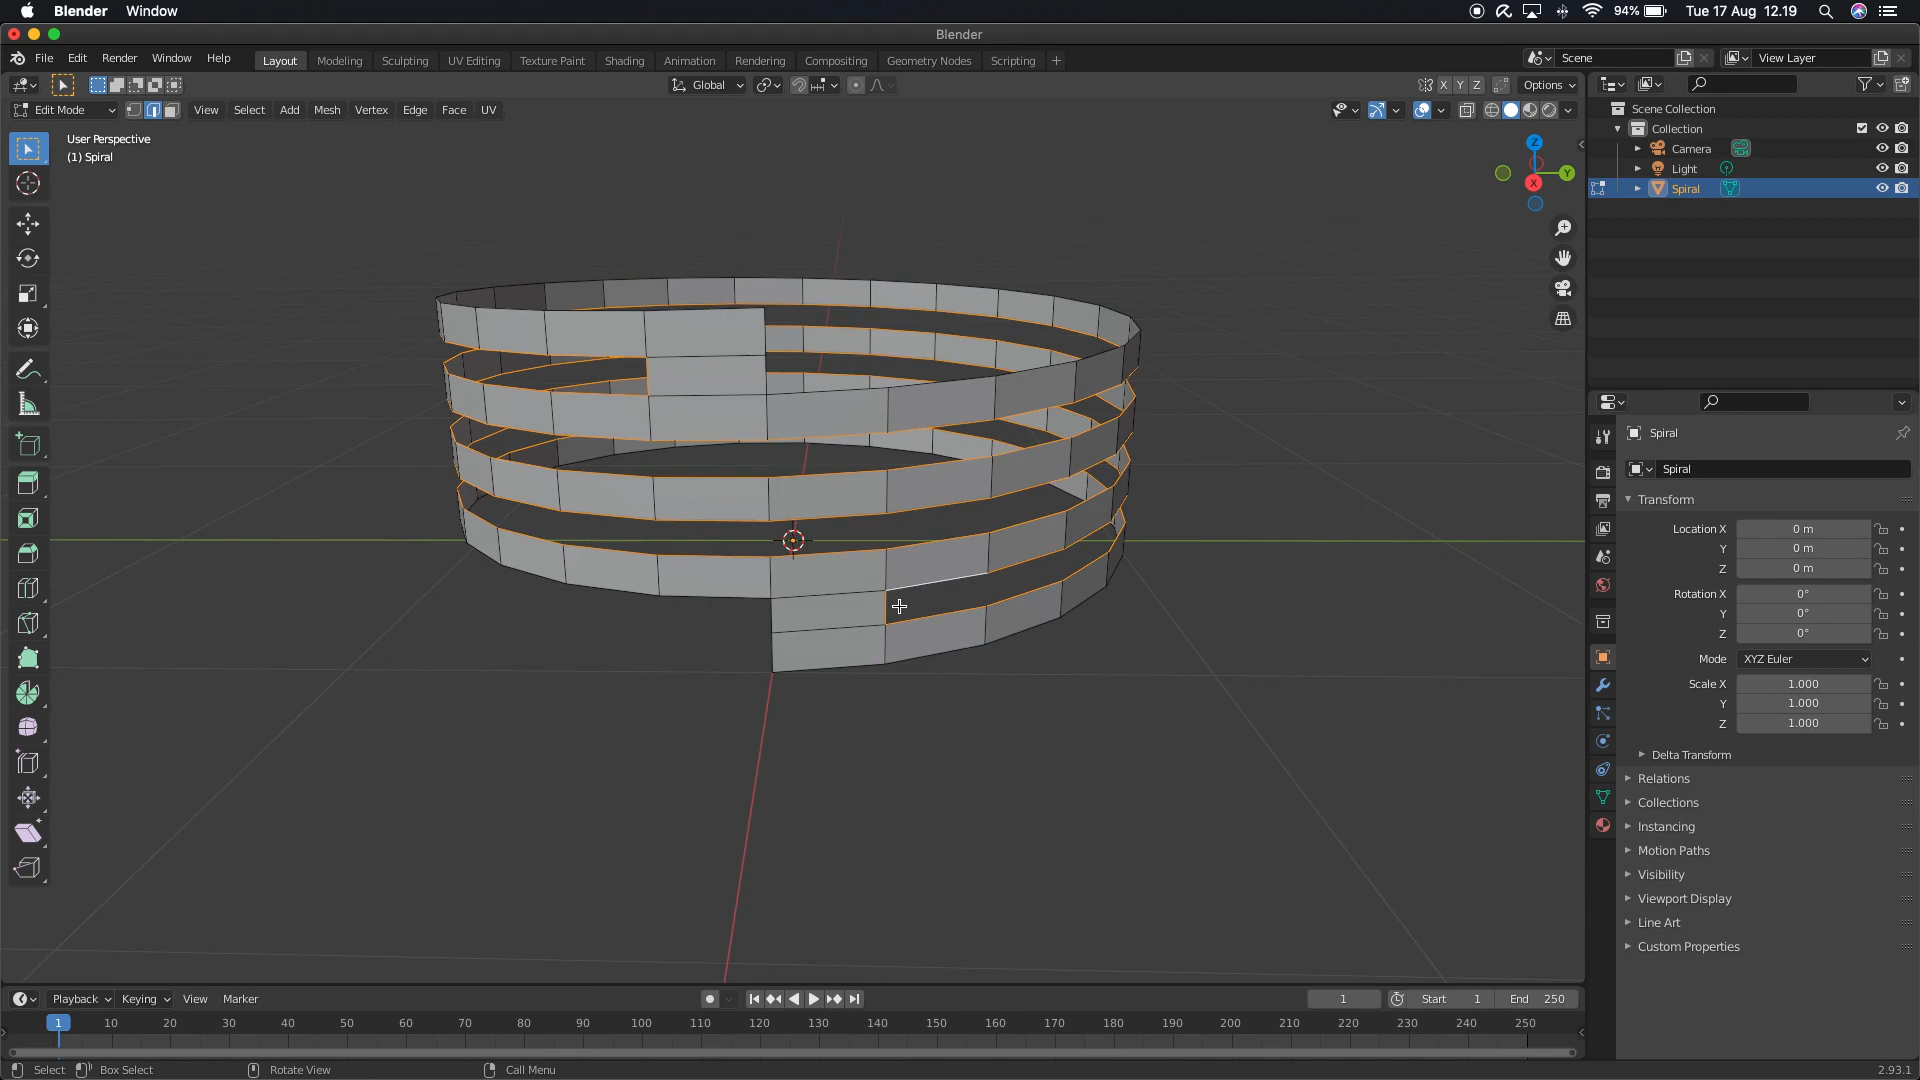 Blender Window 94% Tue 17 Aug 12.19
Blender
File Edit Render Window Help Layout Modeling Sculpting UV Editing Texture Paint Shading Animation Rendering Compositing Geometry Nodes Scripting + Scene View Layer
Global X Y Z Options
Edit Mode View Select Add Mesh Vertex Edge Face UV
User Perspective
(1) Spiral
Z
Y
X
Scene Collection
Collection
Camera
Light
Spiral
Spiral
Spiral
Transform
Location X 0 m
Y 0 m
Z 0 m
Rotation X 0°
Y 0°
Z 0°
Mode XYZ Euler
Scale X 1.000
Y 1.000
Z 1.000
Delta Transform
Relations
Collections
Instancing
Motion Paths
Visibility
Viewport Display
Line Art
Custom Properties
Playback Keying View Marker 1 Start 1 End 250
1 10 20 30 40 50 60 70 80 90 100 110 120 130 140 150 160 170 180 190 200 210 220 230 240 250
Select Box Select Rotate View Call Menu 2.93.1